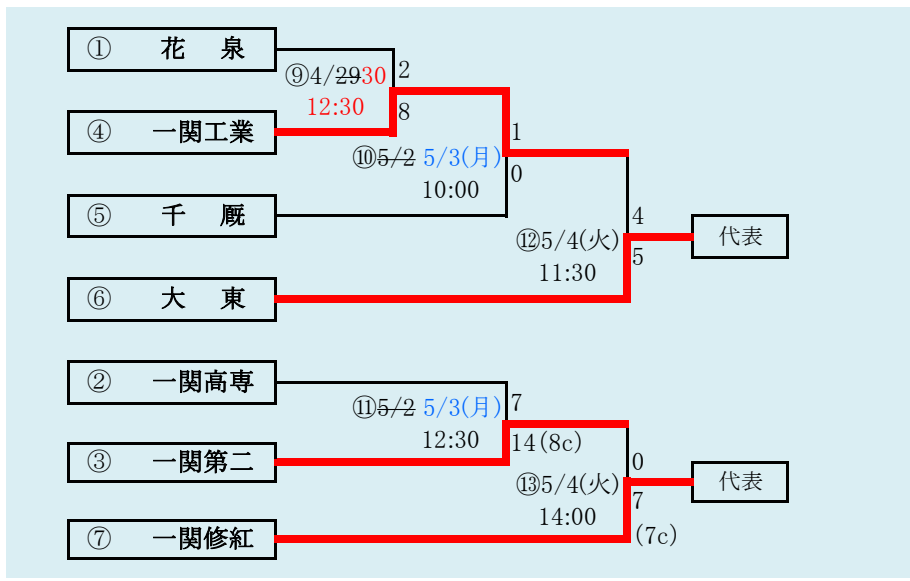 ① 花 泉
⑨4/2930 2
12:30
④ 一関工業 8
1
⑩5/2 5/3(月) 0
10:00
⑤ 千 厩
4
⑫5/4(火) 代表
11:30 5
⑥ 大 東
② 一関高専
⑪5/2 5/3(月) 7
12:30 14(8c)
③ 一関第二
0
⑬5/4(火) 代表
14:00 7
⑦ 一関修紅 (7c)